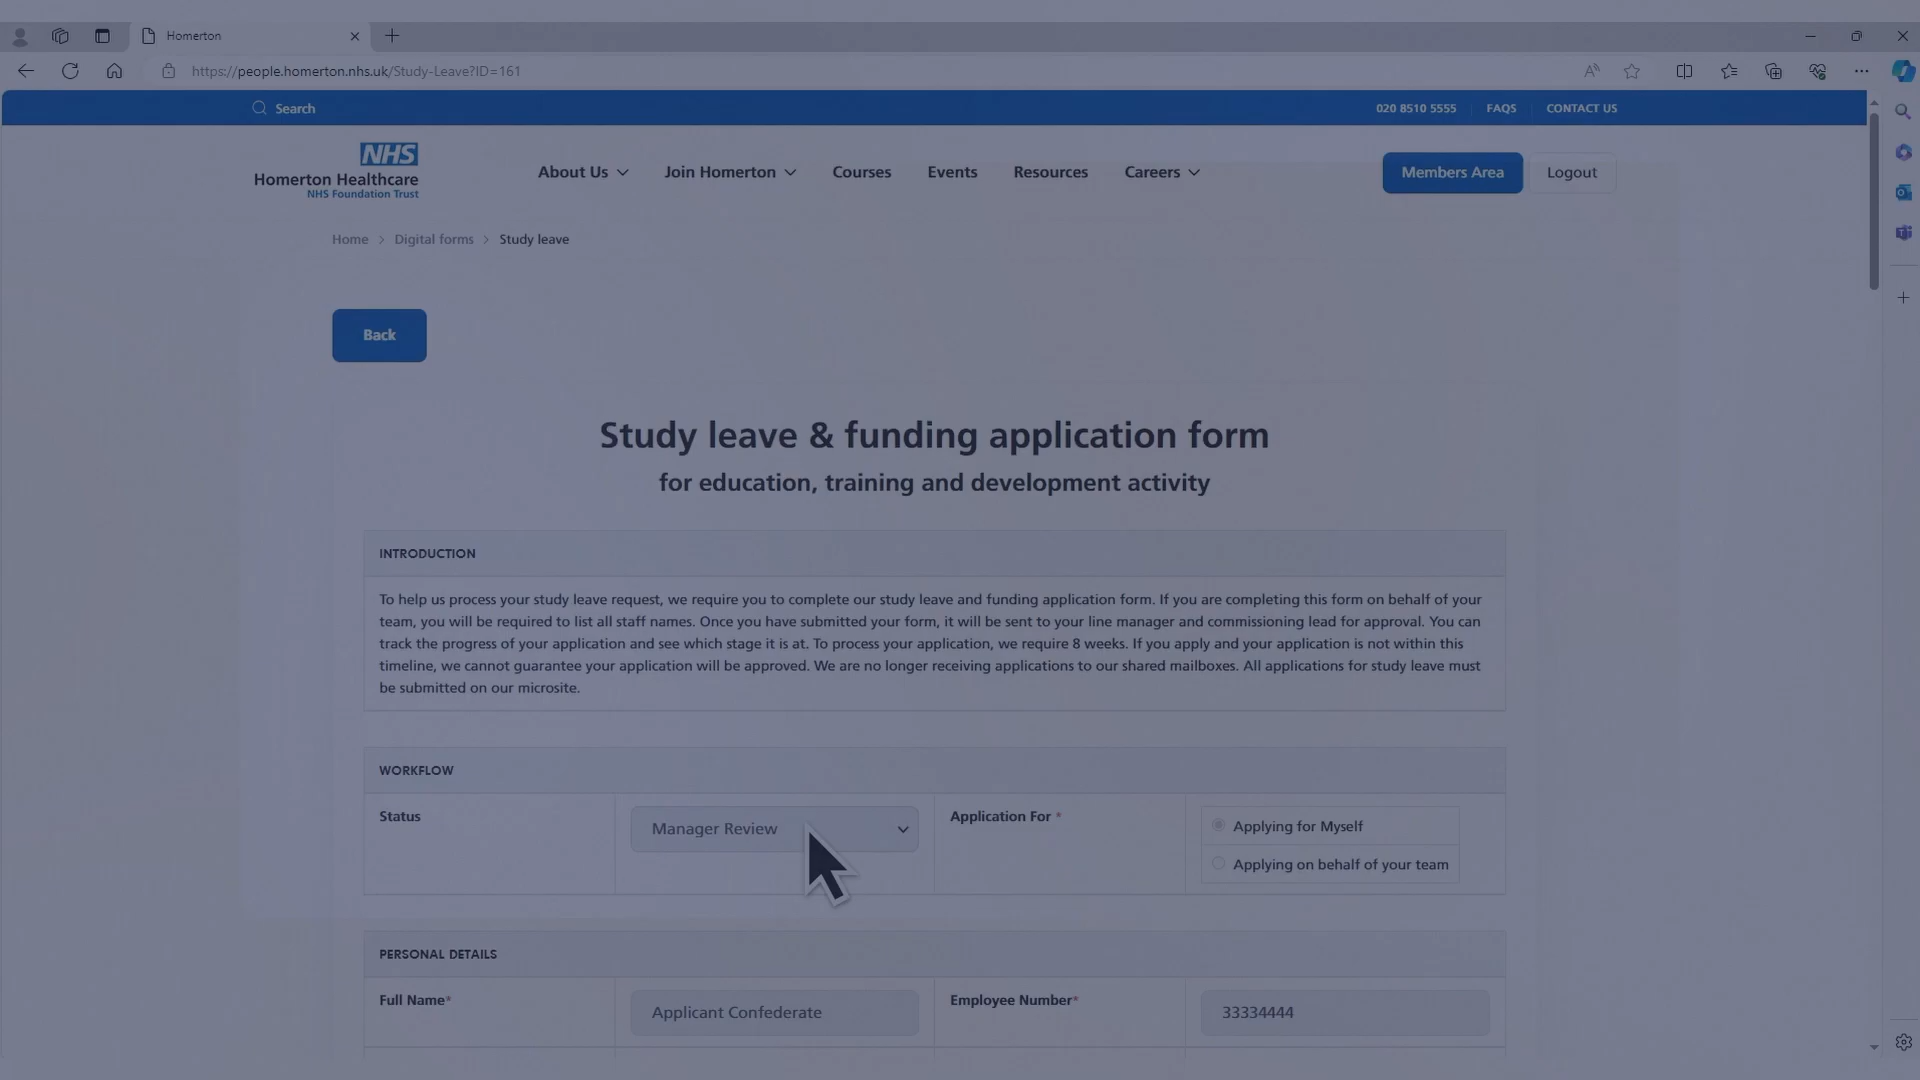 Homerton
https://people.homerton.nhs.uk/Study-Leave?ID=161
Search
020 8510 5555
FAQS
CONTACT US
NHS
Homerton Healthcare
NHS Foundation Trust
About Us
Join Homerton
Courses
Events
Resources
Careers
Members Area
Logout
Home > Digital forms > Study leave
Back
Study leave & funding application form
for education, training and development activity
INTRODUCTION
To help us process your study leave request, we require you to complete our study leave and funding application form. If you are completing this form on behalf of your
team, you will be required to list all staff names. Once you have submitted your form, it will be sent to your line manager and commissioning lead for approval. You can
track the progress of your application and see which stage it is at. To process your application, we require 8 weeks. If you apply and your application is not within this
timeline, we cannot guarantee your application will be approved. We are no longer receiving applications to our shared mailboxes. All applications for study leave must
be submitted on our microsite.
WORKFLOW
Status
Manager Review
Application For *
Applying for Myself
Applying on behalf of your team
PERSONAL DETAILS
Full Name*
Applicant Confederate
Employee Number*
33334444